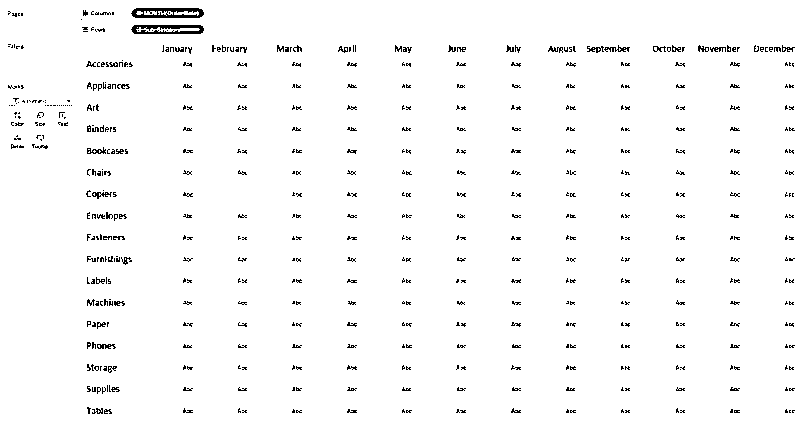 Pages
Columns MONTH(Order Date)
Rows Sub-Category
Filters
January February March April May June July August September October November December
Accessories Abc Abc Abc Abc Abc Abc Abc Abc Abc Abc Abc Abc
Appliances Abc Abc Abc Abc Abc Abc Abc Abc Abc Abc Abc Abc
Marks
Automatic
Art Abc Abc Abc Abc Abc Abc Abc Abc Abc Abc Abc Abc
Color Size Text
Binders Abc Abc Abc Abc Abc Abc Abc Abc Abc Abc Abc Abc
Detail Tooltip
Bookcases Abc Abc Abc Abc Abc Abc Abc Abc Abc Abc Abc Abc
Chairs Abc Abc Abc Abc Abc Abc Abc Abc Abc Abc Abc Abc
Copiers Abc Abc Abc Abc Abc Abc Abc Abc Abc Abc Abc
Envelopes Abc Abc Abc Abc Abc Abc Abc Abc Abc Abc Abc Abc
Fasteners Abc Abc Abc Abc Abc Abc Abc Abc Abc Abc Abc Abc
Furnishings Abc Abc Abc Abc Abc Abc Abc Abc Abc Abc Abc Abc
Labels Abc Abc Abc Abc Abc Abc Abc Abc Abc Abc Abc Abc
Machines Abc Abc Abc Abc Abc Abc Abc Abc Abc Abc Abc Abc
Paper Abc Abc Abc Abc Abc Abc Abc Abc Abc Abc Abc Abc
Phones Abc Abc Abc Abc Abc Abc Abc Abc Abc Abc Abc Abc
Storage Abc Abc Abc Abc Abc Abc Abc Abc Abc Abc Abc Abc
Supplies Abc Abc Abc Abc Abc Abc Abc Abc Abc Abc Abc Abc
Tables Abc Abc Abc Abc Abc Abc Abc Abc Abc Abc Abc Abc